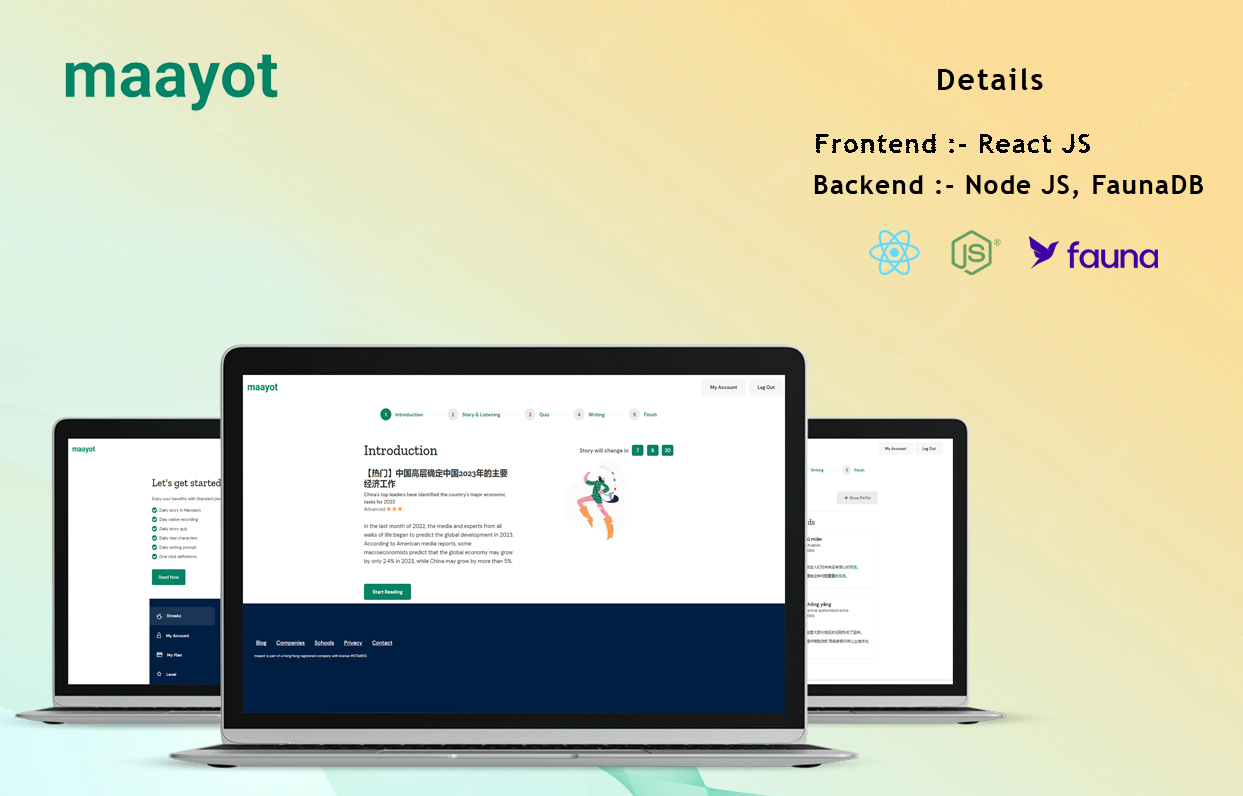 maayot
Details
Frontend :- React JS
Backend :- Node JS, FaunaDB
JS ®
fauna
maayot
My Account
Log Out
1 Introduction
2 Story & Listening
3 Quiz
4 Writing
5 Finish
Introduction
【热门】中国高层确定中国2023年的主要
经济工作
China's top leaders have identified the country's major economic
tasks for 2023
Advanced
In the last month of 2022, the media and experts from all
walks of life began to predict the global development in 2023.
According to American media reports, some
macroeconomists predict that the global economy may grow
by only 2.4% in 2023, while China may grow by more than 5%.
Start Reading
Story will change in 7 6 20
Blog Companies Schools Privacy Contact
maayot is part of a Hong Kong registered company with license
maayot
Let's get started
Enjoy your benefits with Standard
Daily story in Mandarin
Daily native recording
Daily story quiz
Daily new characters
Daily writing prompt
One click definitions
Read Now
Streaks
My Account
My Plan
Level
My Account
Log Out
Writing
5 Finish
Show PinYin
ds
ū miàn
zhōng yāng
central authorities/centre